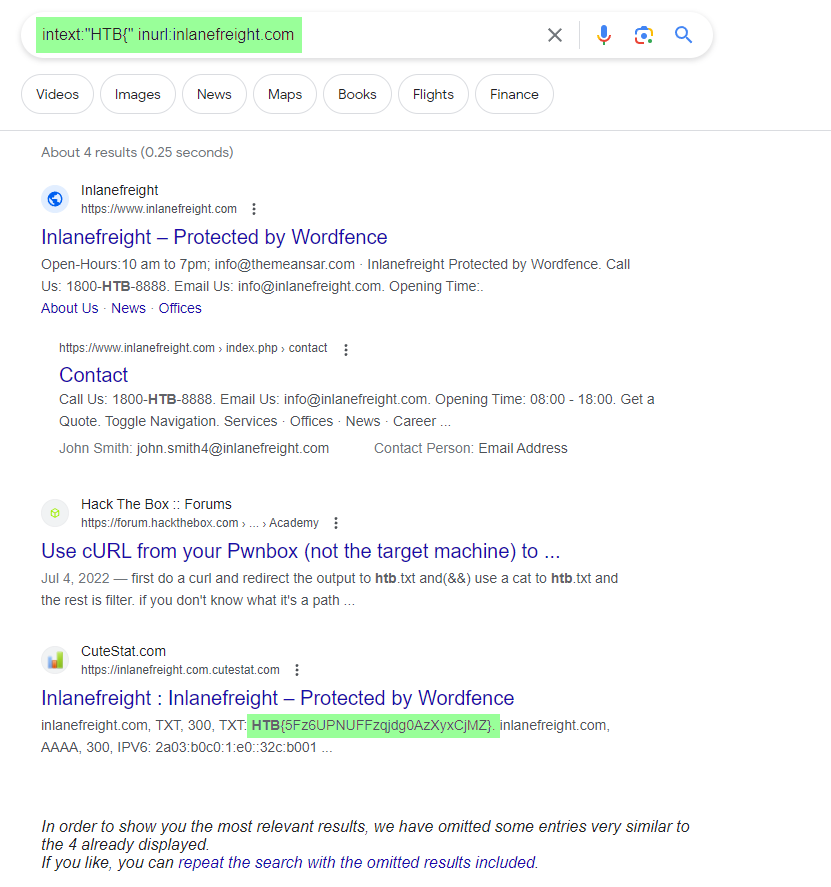 intext:"HTB{" inurl:inlanefreight.com
Videos
Images
News
Maps
Books
Flights
Finance
About 4 results (0.25 seconds)
Inlanefreight
https://www.inlanefreight.com
Inlanefreight – Protected by Wordfence
Open-Hours:10 am to 7pm; info@themeansar.com · Inlanefreight Protected by Wordfence. Call
Us: 1800-HTB-8888. Email Us: info@inlanefreight.com. Opening Time:.
About Us · News · Offices
https://www.inlanefreight.com › index.php › contact
Contact
Call Us: 1800-HTB-8888. Email Us: info@inlanefreight.com. Opening Time: 08:00 - 18:00. Get a
Quote. Toggle Navigation. Services · Offices · News · Career ...
John Smith: john.smith4@inlanefreight.com
Contact Person: Email Address
Hack The Box :: Forums
https://forum.hackthebox.com › ... › Academy
Use cURL from your Pwnbox (not the target machine) to ...
Jul 4, 2022 — first do a curl and redirect the output to htb.txt and(&&) use a cat to htb.txt and
the rest is filter. if you don't know what it's a path ...
CuteStat.com
https://inlanefreight.com.cutestat.com
Inlanefreight : Inlanefreight – Protected by Wordfence
inlanefreight.com, TXT, 300, TXT: HTB{5Fz6UPNUFFzqjdg0AzXyxCjMZ}. inlanefreight.com,
AAAA, 300, IPV6: 2a03:b0c0:1:e0::32c:b001 ...
In order to show you the most relevant results, we have omitted some entries very similar to
the 4 already displayed.
If you like, you can repeat the search with the omitted results included.